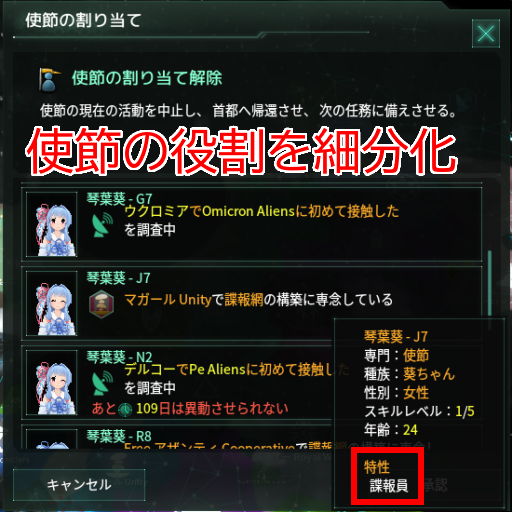 使節の割り当て
使節の割り当て解除
使節の現在の活動を中止し、首都へ帰還させ、次の任務に備えさせる。
使節の役割を細分化
琴葉葵 - G7
ウクロミアでOmicron Aliensに初めて接触した
を調査中
琴葉葵 - J7
マガール Unityで諜報網の構築に専念している
琴葉葵 - N2
デルコーでPe Aliensに初めて接触し
を調査中
あと 109日は異動させられない
琴葉葵 - R8
Free アザンティ Cooperativeで諜報網の構築に専念し
琴葉葵 - J7
専門：使節
種族：葵ちゃん
性別：女性
スキルレベル：1/5
年齢：24
特性
諜報員
キャンセル
承認